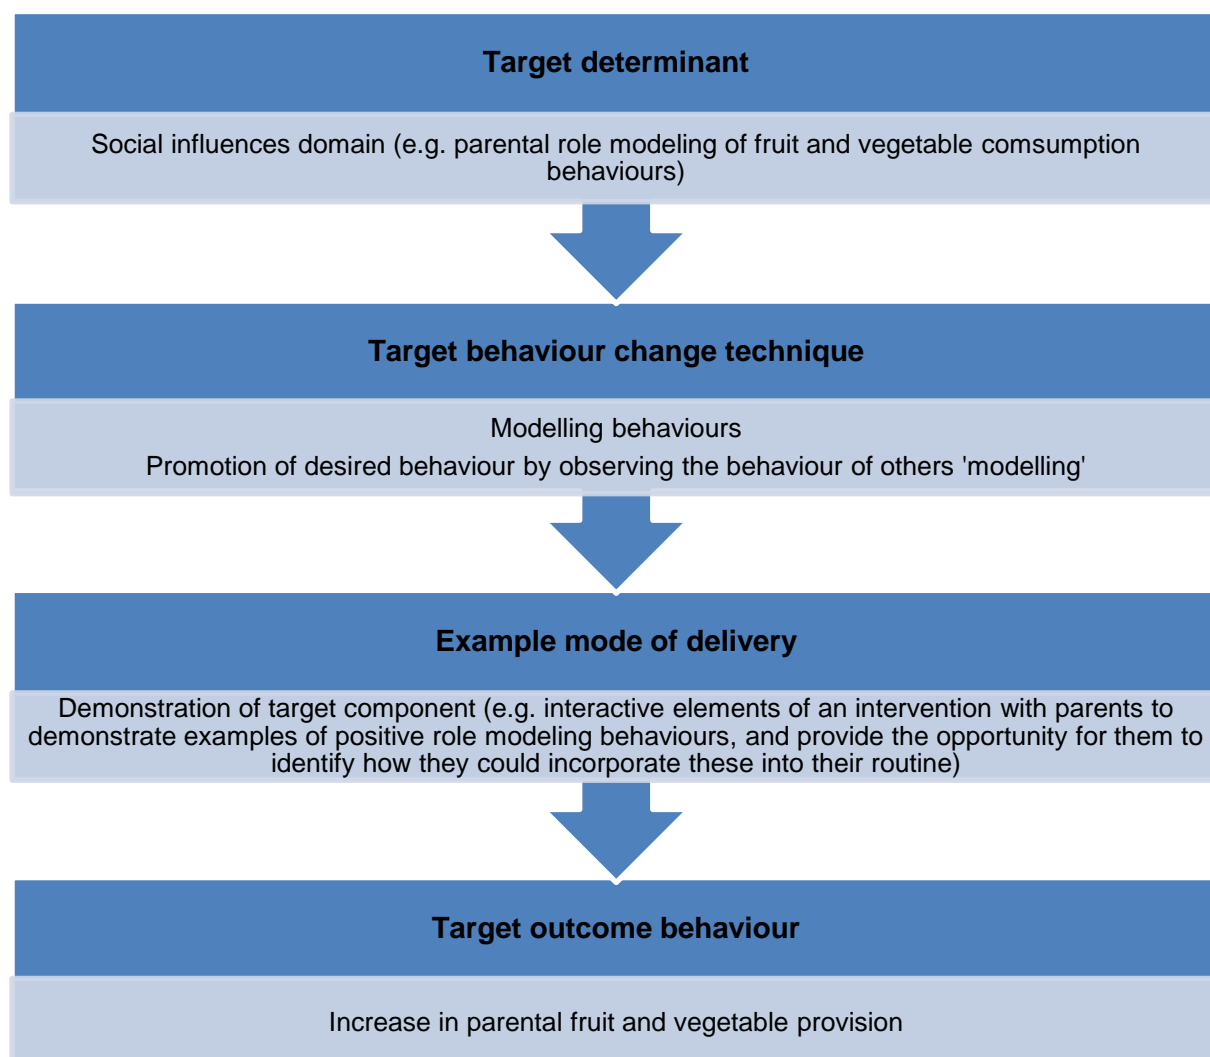 Target determinant
Social influences domain (e.g. parental role modeling of fruit and vegetable comsumption
behaviours)
Target behaviour change technique
Modelling behaviours
Promotion of desired behaviour by observing the behaviour of others 'modelling'
Example mode of delivery
Demonstration of target component (e.g. interactive elements of an intervention with parents to
demonstrate examples of positive role modeling behaviours, and provide the opportunity for them to
identify how they could incorporate these into their routine)
Target outcome behaviour
Increase in parental fruit and vegetable provision